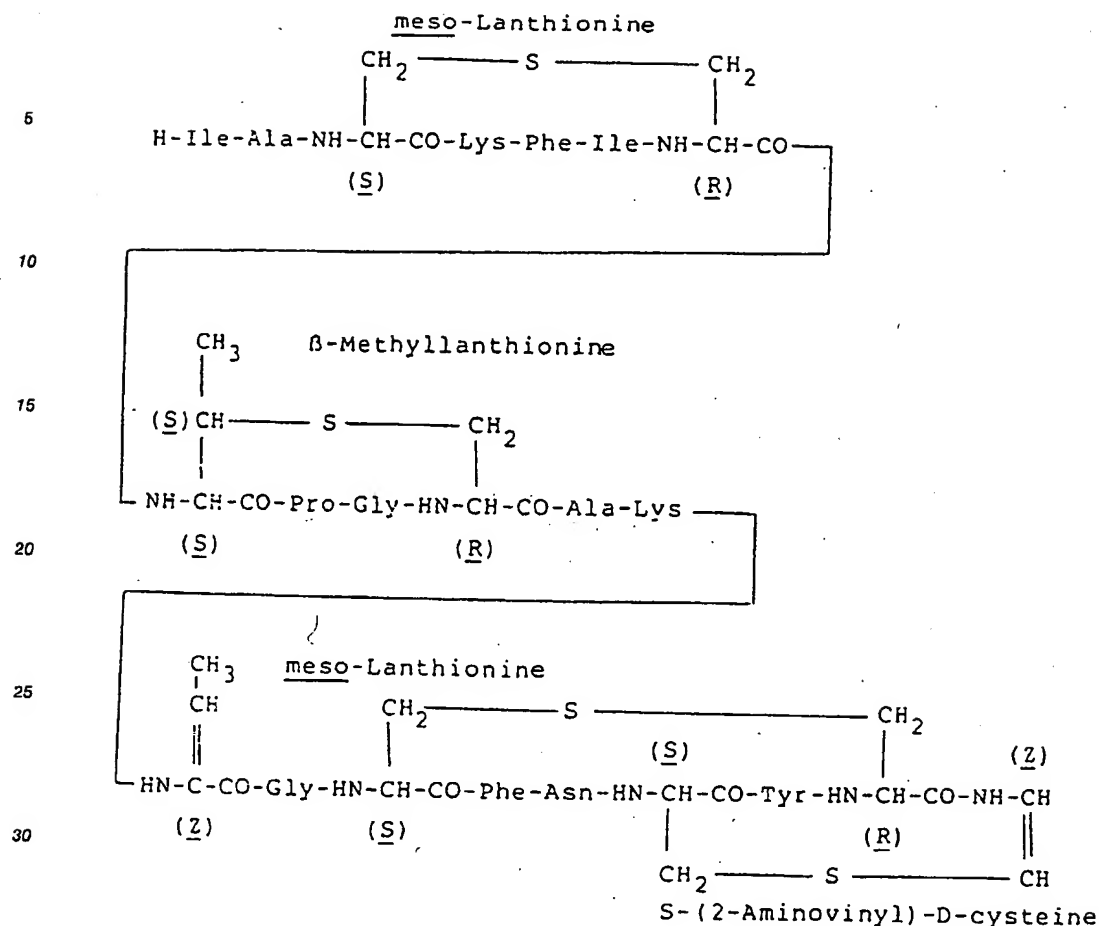 meso-Lanthionine
CH2 S CH2
5
H-Ile-Ala-NH-CH-CO-Lys-Phe-Ile-NH-CH-CO
(S) (R)
10
CH3 ß-Methyllanthionine
15
(S)CH S CH2
NH-CH-CO-Pro-Gly-HN-CH-CO-Ala-Lys
20
(S) (R)
CH3 meso-Lanthionine
25
CH CH2 S CH2
(S) (Z)
HN-C-CO-Gly-HN-CH-CO-Phe-Asn-HN-CH-CO-Tyr-HN-CH-CO-NH-CH
30
(Z) (S) (R)
CH2 S CH
S-(2-Aminovinyl)-D-cysteine